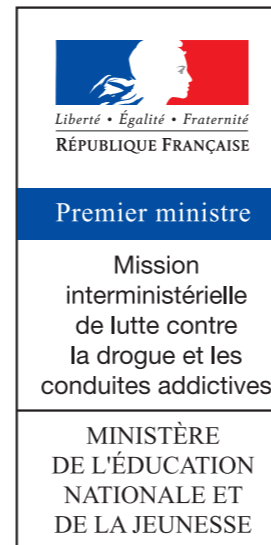 Liberté • Égalité • Fraternité
RÉPUBLIQUE FRANÇAISE
Premier ministre
Mission
interministérielle
de lutte contre
la drogue et les
conduites addictives
MINISTÈRE
DE L'ÉDUCATION
NATIONALE ET
DE LA JEUNESSE